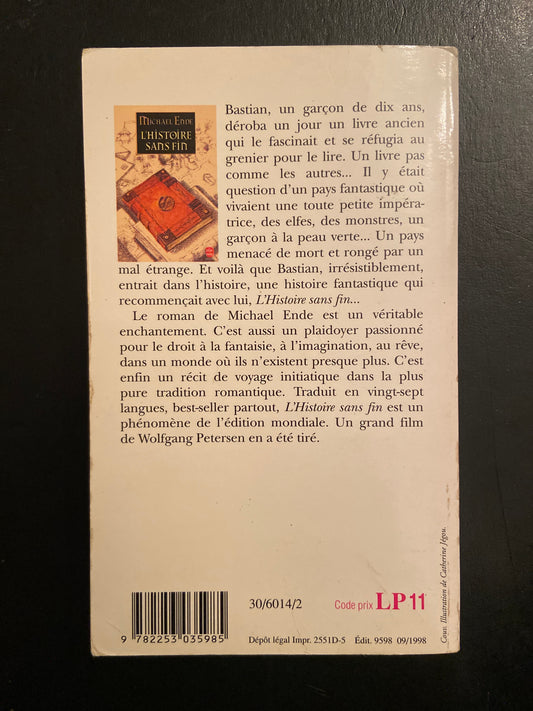 MICHAEL ENDE
L'HISTOIRE
SANS FIN
Bastian, un garçon de dix ans,
déroba un jour un livre ancien
qui le fascinait et se réfugia au
grenier pour le lire. Un livre pas
comme les autres... Il y était
question d'un pays fantastique où
vivaient une toute petite impéra-
trice, des elfes, des monstres, un
garçon à la peau verte... Un pays
menacé de mort et rongé par un
mal étrange. Et voilà que Bastian, irrésistiblement,
entrait dans l'histoire, une histoire fantastique qui
recommençait avec lui, L'Histoire sans fin...
Le roman de Michael Ende est un véritable
enchantement. C'est aussi un plaidoyer passionné
pour le droit à la fantaisie, à l'imagination, au rêve,
dans un monde où ils n'existent presque plus. C'est
enfin un récit de voyage initiatique dans la plus
pure tradition romantique. Traduit en vingt-sept
langues, best-seller partout, L'Histoire sans fin est un
phénomène de l'édition mondiale. Un grand film
de Wolfgang Petersen en a été tiré.
Couv. Illustration de Catherine Jégou.
30/6014/2
Code prix LP 11
9 782253 035985
Dépôt légal Impr. 2551D-5 Édit. 9598 09/1998